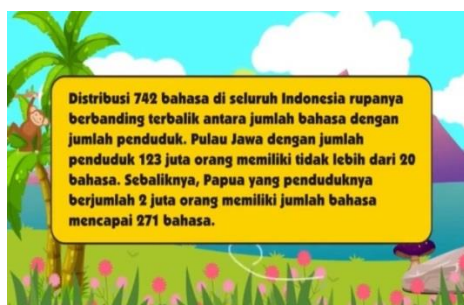 Distribusi 742 bahasa di seluruh Indonesia rupanya
berbanding terbalik antara jumlah bahasa dengan
jumlah penduduk. Pulau Jawa dengan jumlah
penduduk 123 juta orang memiliki tidak lebih dari 20
bahasa. Sebaliknya, Papua yang penduduknya
berjumlah 2 juta orang memiliki jumlah bahasa
mencapai 271 bahasa.